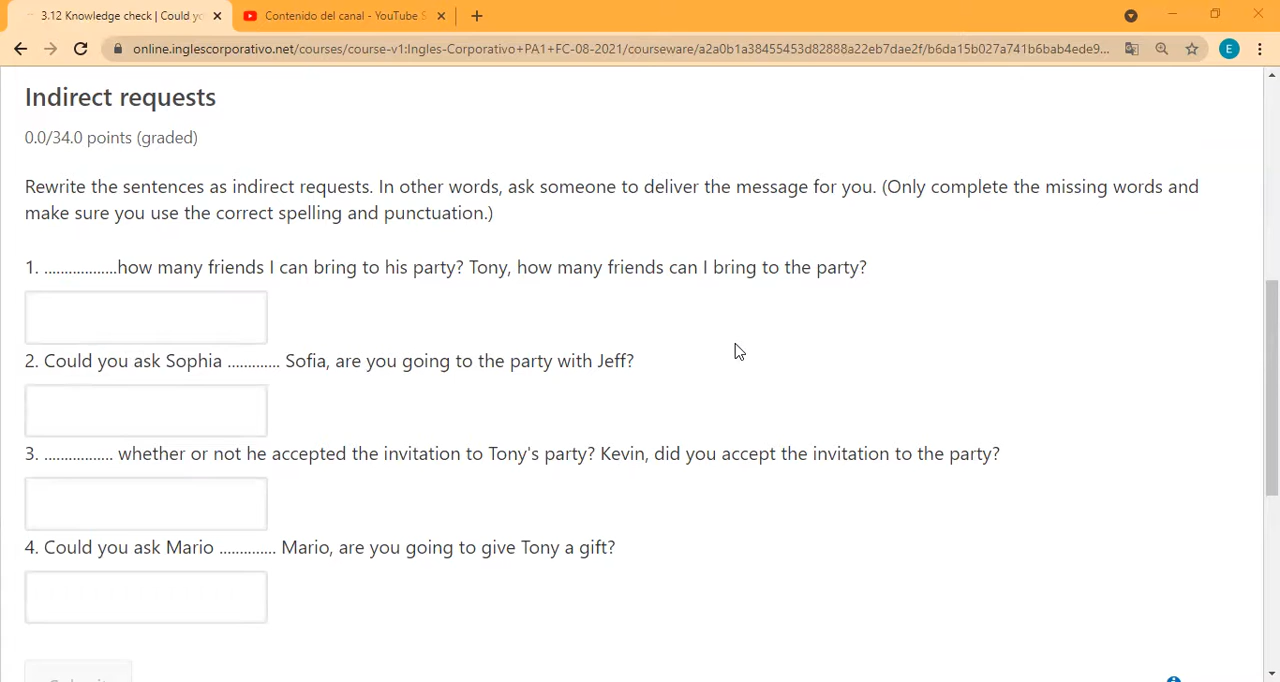 3.12 Knowledge check | Could yo
Contenido del canal - YouTube S
online.inglescorporativo.net/courses/course-v1:Ingles-Corporativo+PA1+FC-08-2021/courseware/a2a0b1a38455453d82888a22eb7dae2f/b6da15b027a741b6bab4ede9...
E
Indirect requests
0.0/34.0 points (graded)
Rewrite the sentences as indirect requests. In other words, ask someone to deliver the message for you. (Only complete the missing words and
make sure you use the correct spelling and punctuation.)
1. ..................how many friends I can bring to his party? Tony, how many friends can I bring to the party?
2. Could you ask Sophia ............. Sofia, are you going to the party with Jeff?
3. ................. whether or not he accepted the invitation to Tony's party? Kevin, did you accept the invitation to the party?
4. Could you ask Mario .............. Mario, are you going to give Tony a gift?